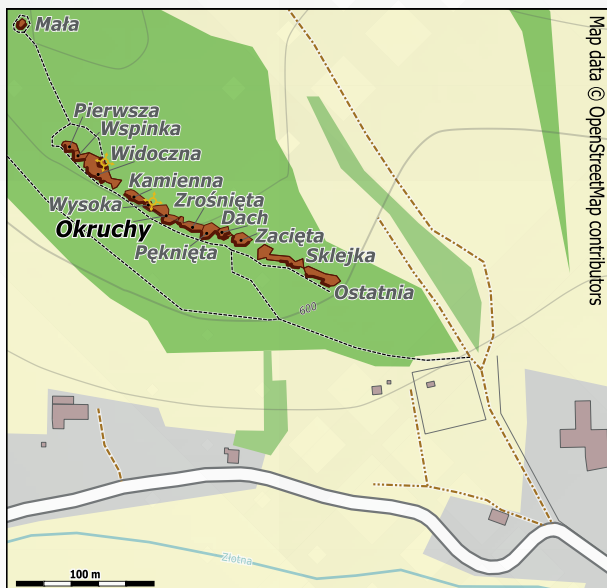 Mała
Pierwsza
Wspinka
Widoczna
Kamienna
Wysoka
Zrośnięta
Dach
Okruchy
Zacięta
Pęknięta
Sklejka
Ostatnia
600
Złotna
100 m
Map data © OpenStreetMap contributors